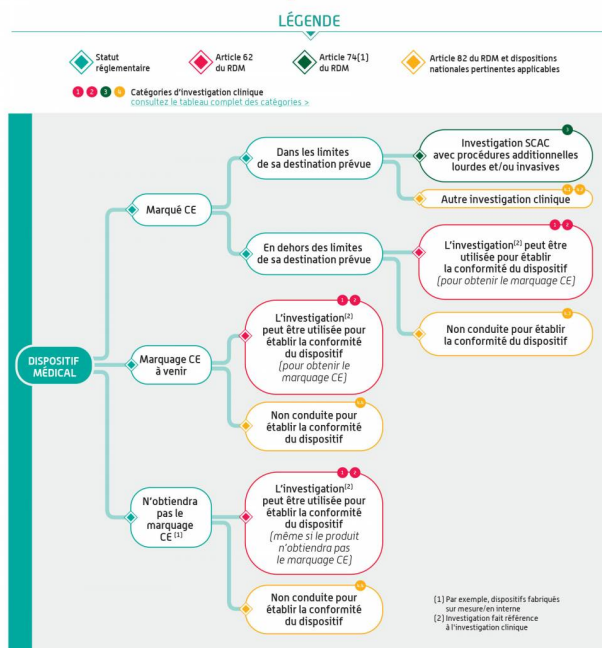 LÉGENDE
Statut
réglementaire
Article 62
du RDM
Article 74(1)
du RDM
Article 82 du RDM et dispositions
nationales pertinentes applicables
1 2 3 4 Catégories d'investigation clinique
consultez le tableau complet des catégories >
DISPOSITIF
MÉDICAL
Marqué CE
Dans les limites
de sa destination prévue
3
Investigation SCAC
avec procédures additionnelles
lourdes et/ou invasives
Autre investigation clinique
En dehors des limites
de sa destination prévue
1 2
L'investigation(2) peut être
utilisée pour établir
la conformité du dispositif
(pour obtenir le marquage CE)
Non conduite pour établir
la conformité du dispositif
Marquage CE
à venir
1 2
L'investigation(2)
peut être utilisée pour
établir la conformité
du dispositif
(pour obtenir le
marquage CE)
Non conduite pour
établir la conformité
du dispositif
N'obtiendra
pas le
marquage
CE (1)
1 2
L'investigation(2)
peut être utilisée pour
établir la conformité
du dispositif
(même si le produit
n'obtiendra pas
le marquage CE)
Non conduite pour
établir la conformité
du dispositif
(1) Par exemple, dispositifs fabriqués
sur mesure/en interne
(2) Investigation fait référence
à l'investigation clinique